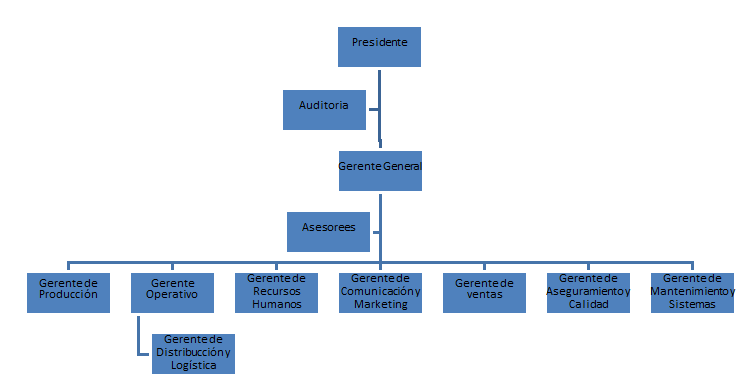 Presidente
Auditoria
Gerente General
Asesorees
Gerente de
Producción
Gerente
Operativo
Gerente de
Recursos
Humanos
Gerente de
Comunicación y
Marketing
Gerente de
ventas
Gerente de
Aseguramiento y
Calidad
Gerente de
Mantenimiento y
Sistemas
Gerente de
Distribucción y
Logística